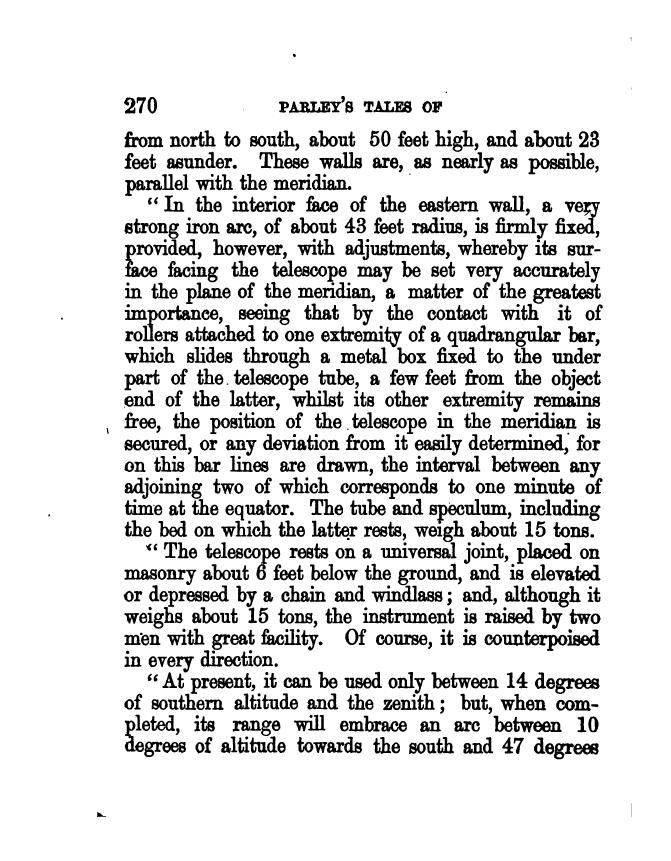 270 PARLEY'S TALES OF
from north to south, about 50 feet high, and about 23
feet asunder. These walls are, as nearly as possible,
parallel with the meridian.
“ In the interior face of the eastern wall, a very
strong iron arc, of about 43 feet radius, is firmly fixed,
provided, however, with adjustments, whereby its sur-
face facing the telescope may be set very accurately
in the plane of the meridian, a matter of the greatest
importance, seeing that by the contact with it of
rollers attached to one extremity of a quadrangular bar,
which slides through a metal box fixed to the under
part of the telescope tube, a few feet from the object
end of the latter, whilst its other extremity remains
free, the position of the telescope in the meridian is
secured, or any deviation from it easily determined, for
on this bar lines are drawn, the interval between any
adjoining two of which corresponds to one minute of
time at the equator. The tube and speculum, including
the bed on which the latter rests, weigh about 15 tons.
“ The telescope rests on a universal joint, placed on
masonry about 6 feet below the ground, and is elevated
or depressed by a chain and windlass ; and, although it
weighs about 15 tons, the instrument is raised by two
men with great facility. Of course, it is counterpoised
in every direction.
“ At present, it can be used only between 14 degrees
of southern altitude and the zenith ; but, when com-
pleted, its range will embrace an arc between 10
degrees of altitude towards the south and 47 degrees